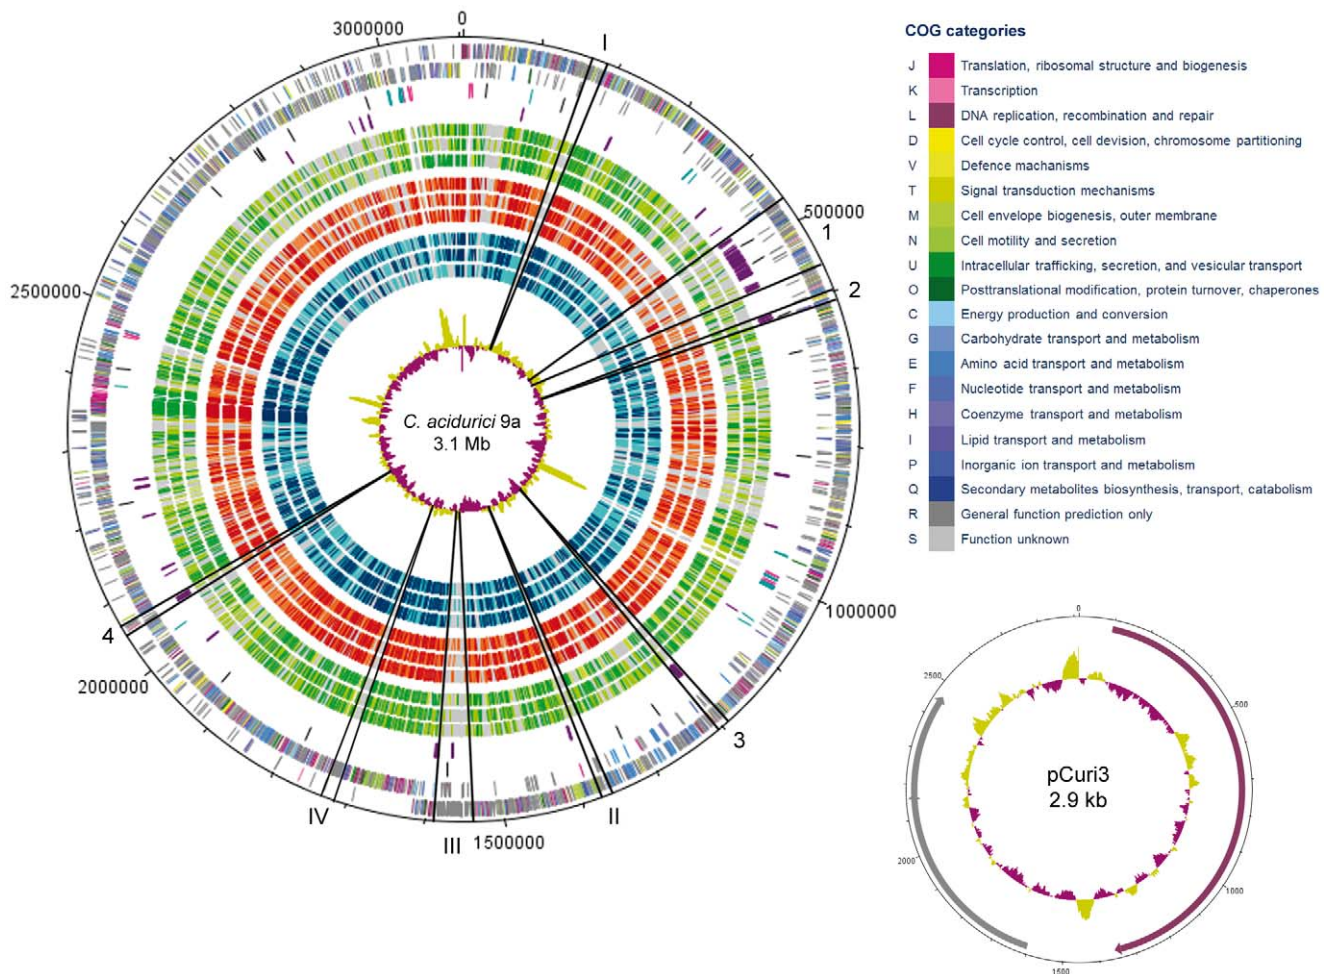 0
3000000
I
500000
1
2
2500000
C. acidurici 9a
3.1 Mb
1000000
4
2000000
3
IV
II
III
1500000
COG categories
J Translation, ribosomal structure and biogenesis
K Transcription
L DNA replication, recombination and repair
D Cell cycle control, cell devision, chromosome partitioning
V Defence machanisms
T Signal transduction mechanisms
M Cell envelope biogenesis, outer membrane
N Cell motility and secretion
U Intracellular trafficking, secretion, and vesicular transport
O Posttranslational modification, protein turnover, chaperones
C Energy production and conversion
G Carbohydrate transport and metabolism
E Amino acid transport and metabolism
F Nucleotide transport and metabolism
H Coenzyme transport and metabolism
I Lipid transport and metabolism
P Inorganic ion transport and metabolism
Q Secondary metabolites biosynthesis, transport, catabolism
R General function prediction only
S Function unknown
0
2500
500
pCuri3
2.9 kb
2000
1000
1500